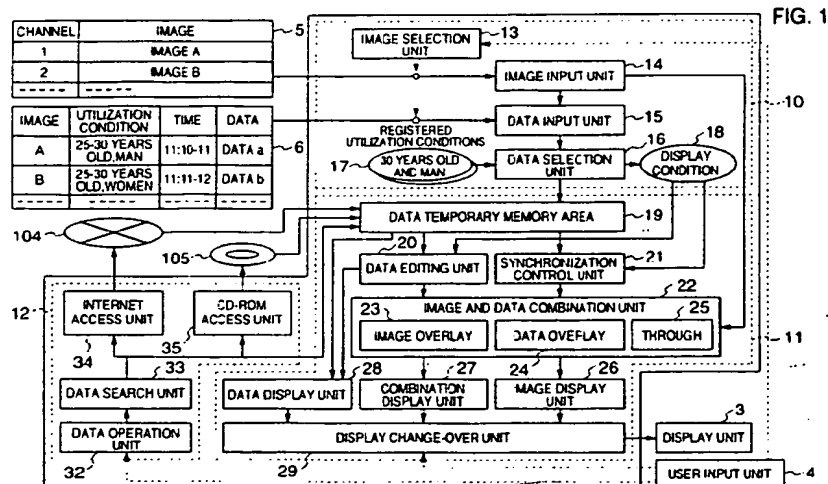 FIG. 1
CHANNEL IMAGE 5
1 IMAGE A
2 IMAGE B
IMAGE UTILIZATION CONDITION TIME DATA
A 25-30 YEARS OLD,MAN 11:10-11 DATA a 6
B 25-30 YEARS OLD,WOMEN 11:11-12 DATA b
IMAGE SELECTION UNIT 13
IMAGE INPUT UNIT 14
DATA INPUT UNIT 15
10
REGISTERED UTILIZATION CONDITIONS
17 30 YEARS OLD AND MAN
DATA SELECTION UNIT 16
DISPLAY CONDITION 18
DATA TEMPORARY MEMORY AREA 19
104
105
20 DATA EDITING UNIT
SYNCHRONIZATION CONTROL UNIT 21
22
IMAGE AND DATA COMBINATION UNIT
23 IMAGE OVERLAY
DATA OVERLAY 24
THROUGH 25
11
12
INTERNET ACCESS UNIT 34
CD-ROM ACCESS UNIT 35
33
DATA SEARCH UNIT
DATA OPERATION UNIT
32
DATA DISPLAY UNIT 28
COMBINATION DISPLAY UNIT 27
IMAGE DISPLAY UNIT 26
DISPLAY CHANGE-OVER UNIT
29
DISPLAY UNIT 3
USER INPUT UNIT 4